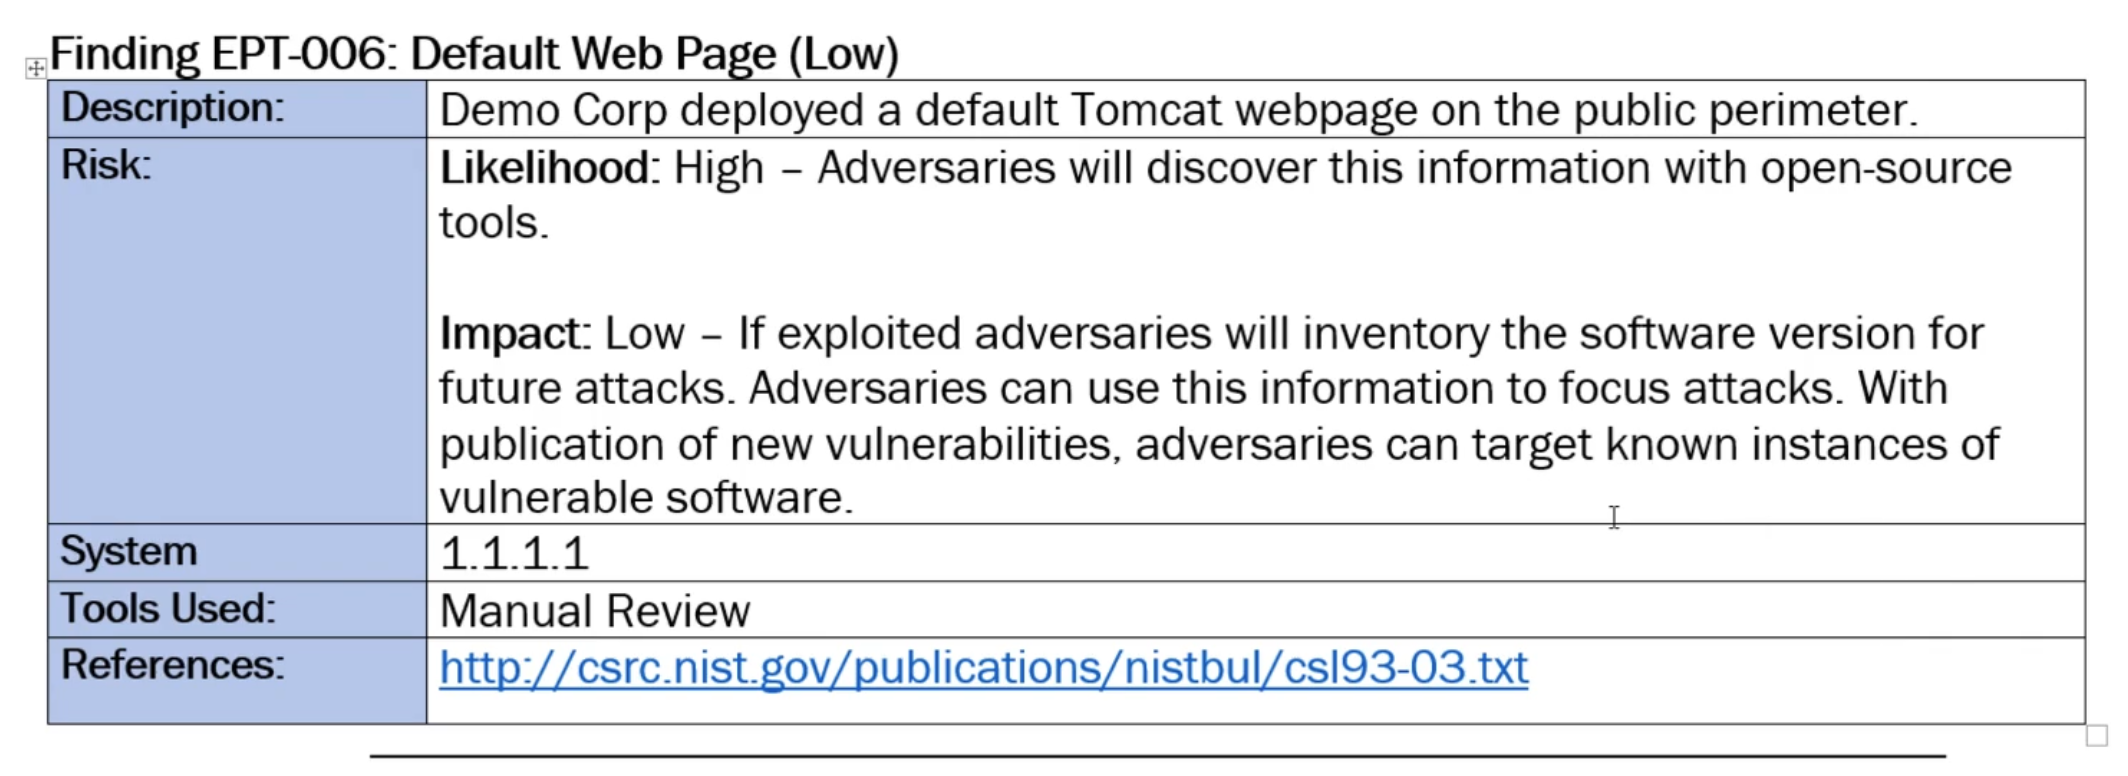 Finding EPT-006: Default Web Page (Low)
Description:
Demo Corp deployed a default Tomcat webpage on the public perimeter.
Risk:
Likelihood: High – Adversaries will discover this information with open-source
tools.
Impact: Low – If exploited adversaries will inventory the software version for
future attacks. Adversaries can use this information to focus attacks. With
publication of new vulnerabilities, adversaries can target known instances of
vulnerable software.
System
1.1.1.1
Tools Used:
Manual Review
References:
http://csrc.nist.gov/publications/nistbul/csl93-03.txt